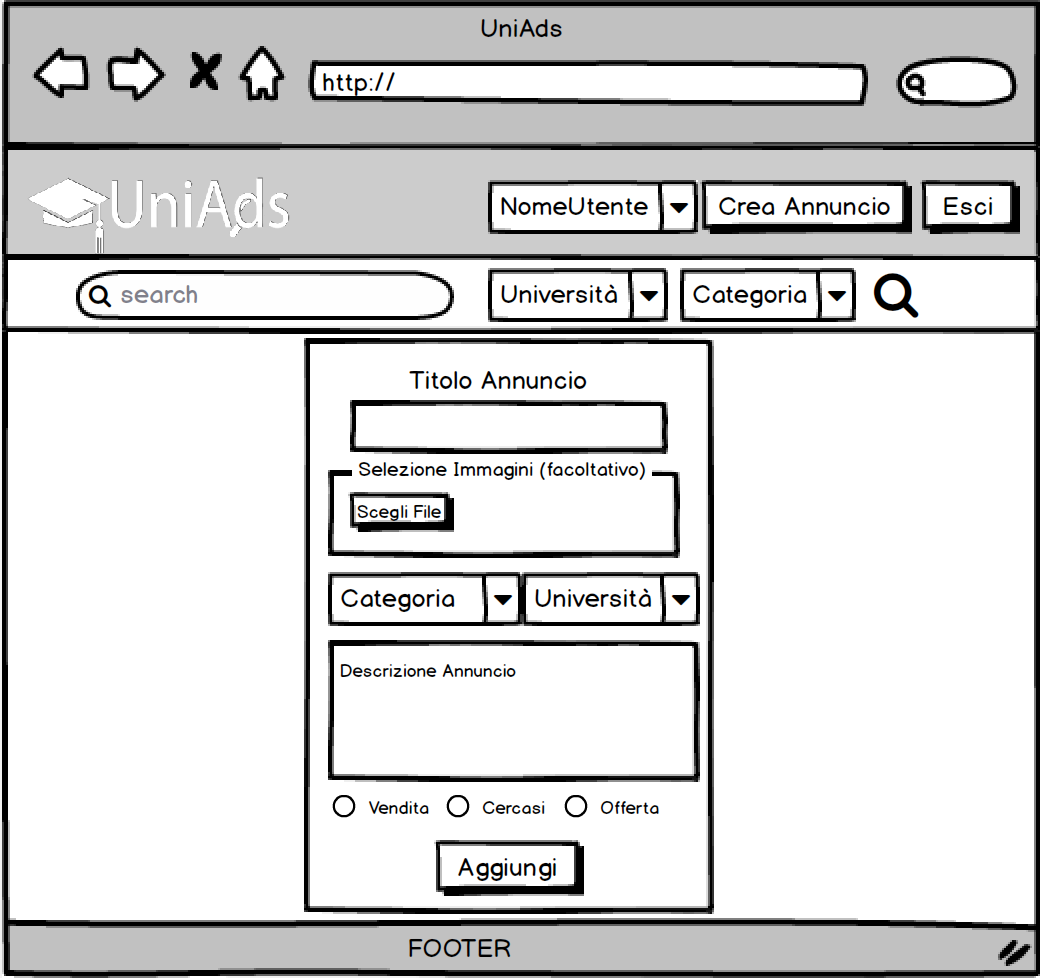 UniAds
http://
UniAds
NomeUtente
Crea Annuncio
Esci
search
Università
Categoria
Titolo Annuncio
Selezione Immagini (facoltativo)
Scegli File
Categoria
Università
Descrizione Annuncio
Vendita
Cercasi
Offerta
Aggiungi
FOOTER